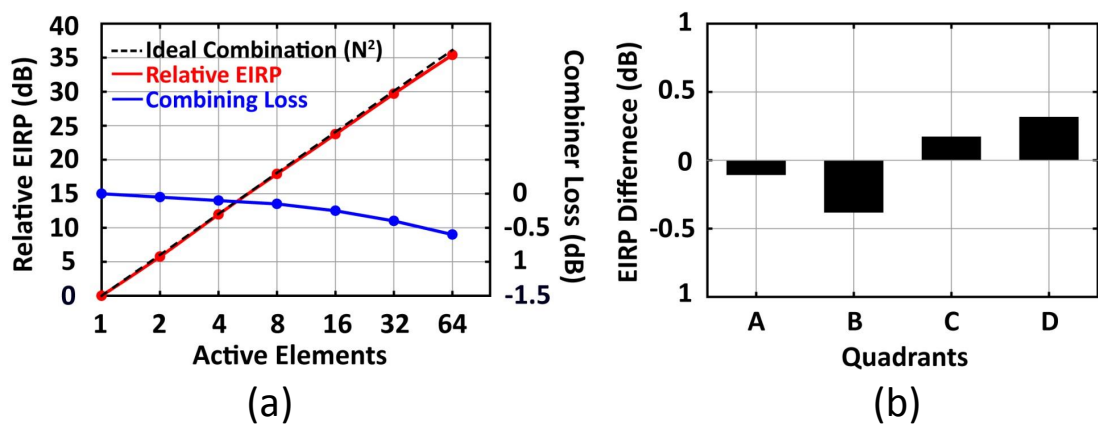 40
35
30
25
20
15
10
5
0
Relative EIRP (dB)
Ideal Combination (N²)
Relative EIRP
Combining Loss
0
-0.5
1
-1.5
Combiner Loss (dB)
1 2 4 8 16 32 64
Active Elements
(a)
1
0.5
0
-0.5
1
EIRP Differnece (dB)
A B C D
Quadrants
(b)